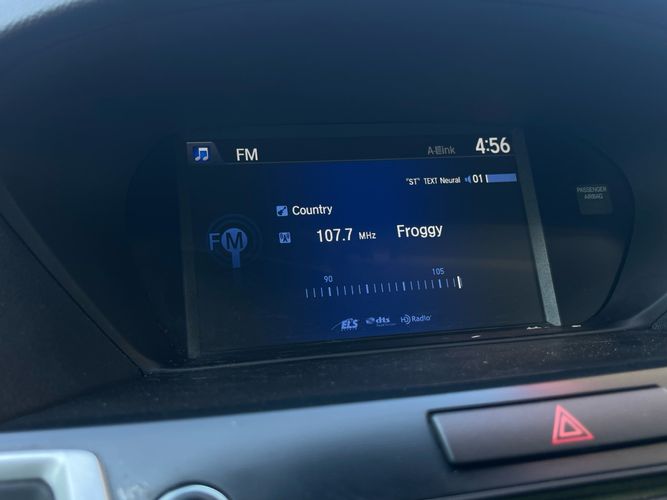 FM A-Link 4:56
"ST" TEXT Neural 01
Country
FM 107.7 MHz Froggy
90 105
ELS dts HD Radio
PASSENGER
AIRBAG